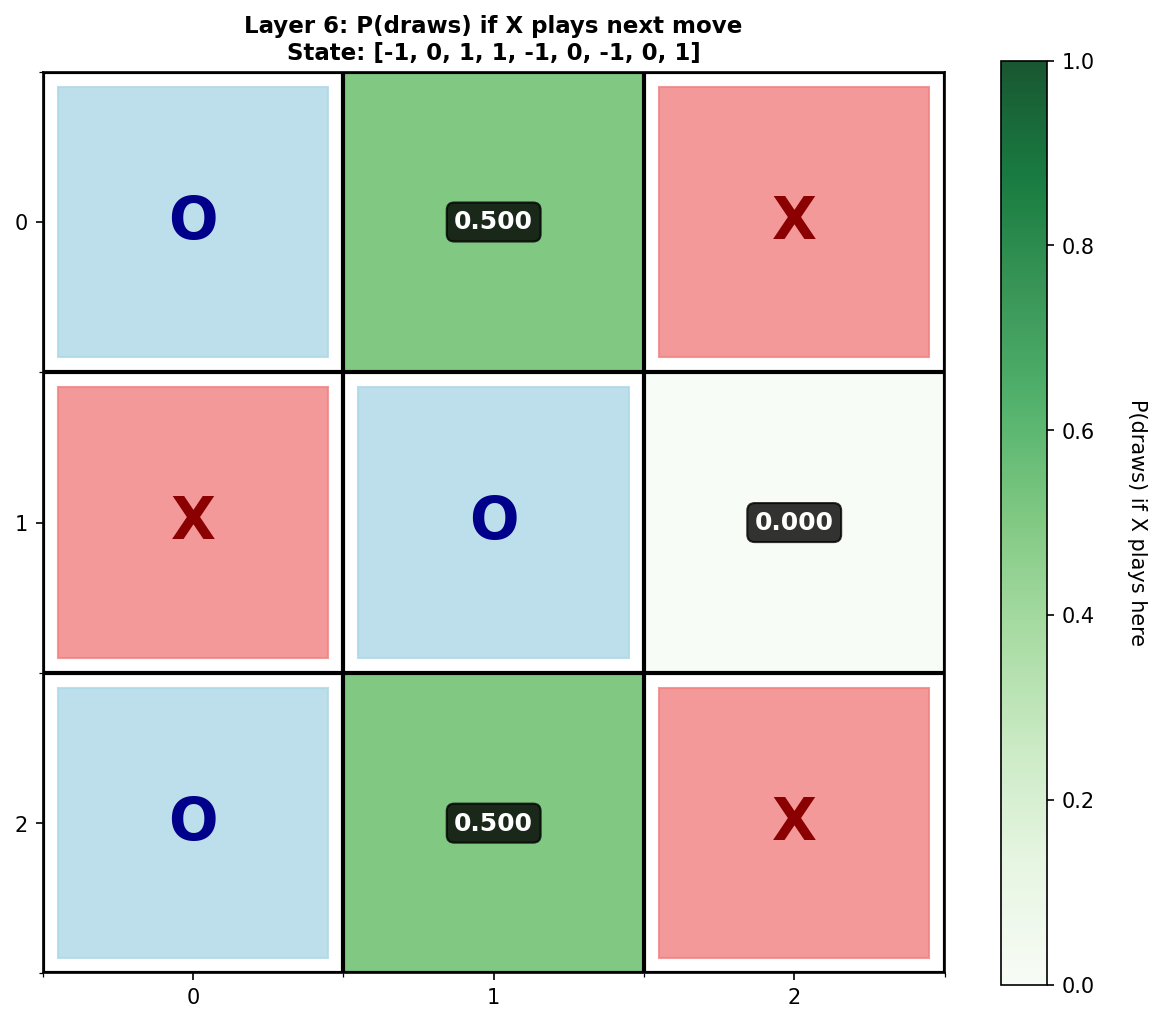 Layer 6: P(draws) if X plays next move
State: [-1, 0, 1, 1, -1, 0, -1, 0, 1]
O
0.500
X
X
O
0.000
O
0.500
X
0
1
2
0
1
2
1.0
0.8
0.6
0.4
0.2
0.0
P(draws) if X plays here